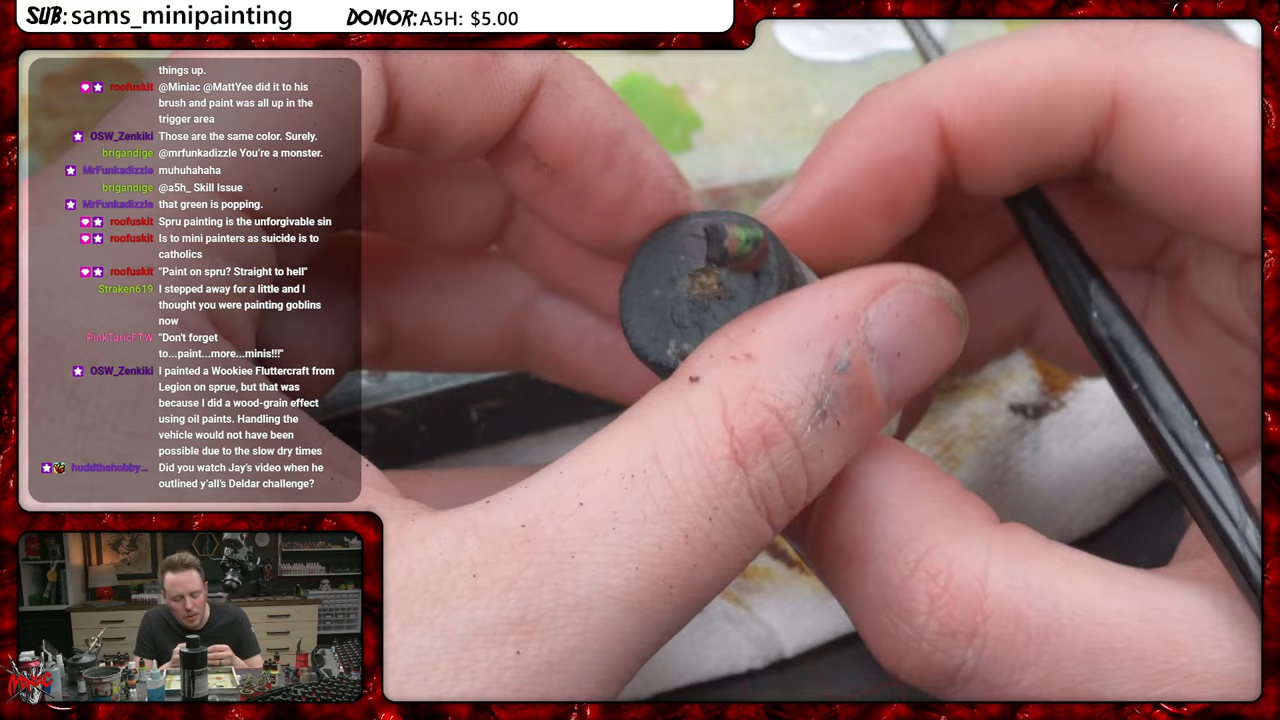 SUB: sams_minipainting
DONOR: A5H: $5.00
things up.
roofuskit @Miniac @MattYee did it to his
brush and paint was all up in the
trigger area
OSW_Zenkiki Those are the same color. Surely.
brigandige @mrfunkadizzle You're a monster.
MrFunkadizzle muhuhahaha
brigandige @a5h_ Skill Issue
MrFunkadizzle that green is popping.
roofuskit Spru painting is the unforgivable sin
roofuskit Is to mini painters as suicide is to
catholics
roofuskit "Paint on spru? Straight to hell"
Straken619 I stepped away for a little and I
thought you were painting goblins
now
PinkTaricFTW "Don't forget
to...paint...more...minis!!!"
OSW_Zenkiki I painted a Wookiee Fluttercraft from
Legion on sprue, but that was
because I did a wood-grain effect
using oil paints. Handling the
vehicle would not have been
possible due to the slow dry times
huddthehobby... Did you watch Jay's video when he
outlined y'all's Deldar challenge?
MINIAC